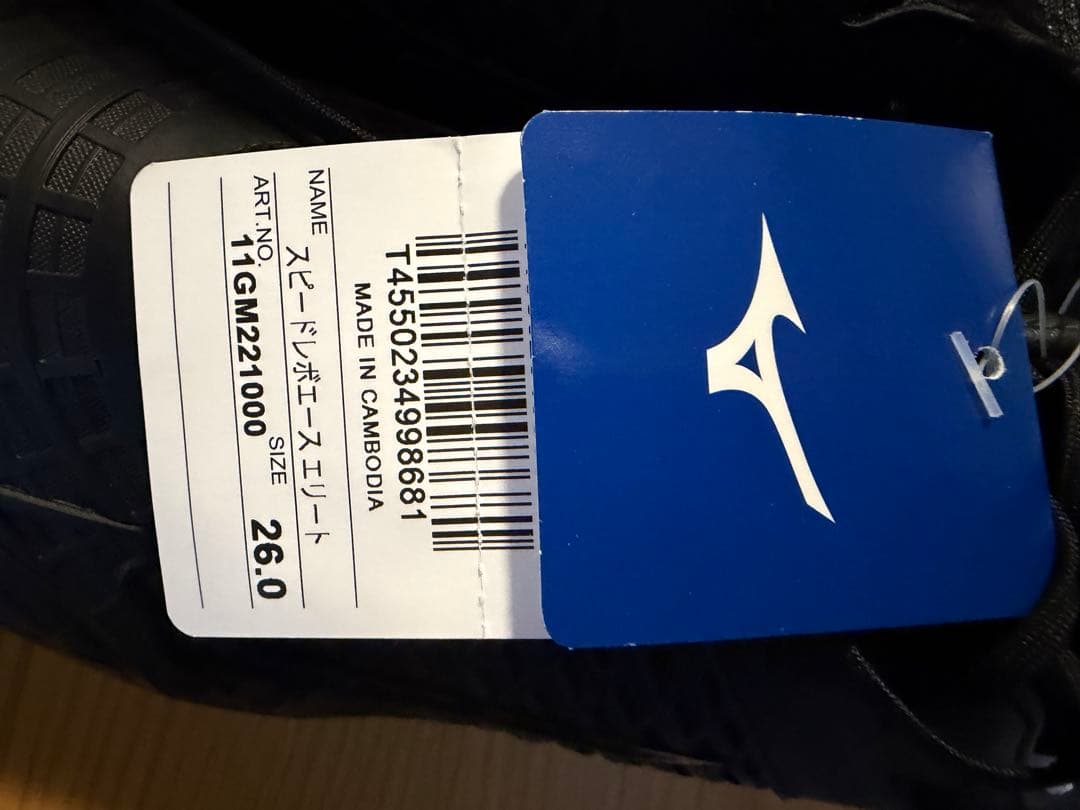 T4550234998681
MADE IN CAMBODIA
NAME
スピードレボエース エリート
ART.NO.
11GM221000
SIZE
26.0